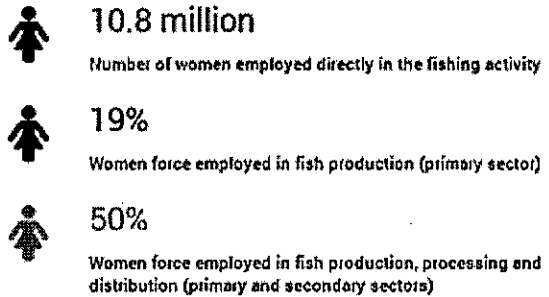 10.8 million
Number of women employed directly in the fishing activity
19%
Women force employed in fish production (primary sector)
50%
Women force employed in fish production, processing and
distribution (primary and secondary sectors)